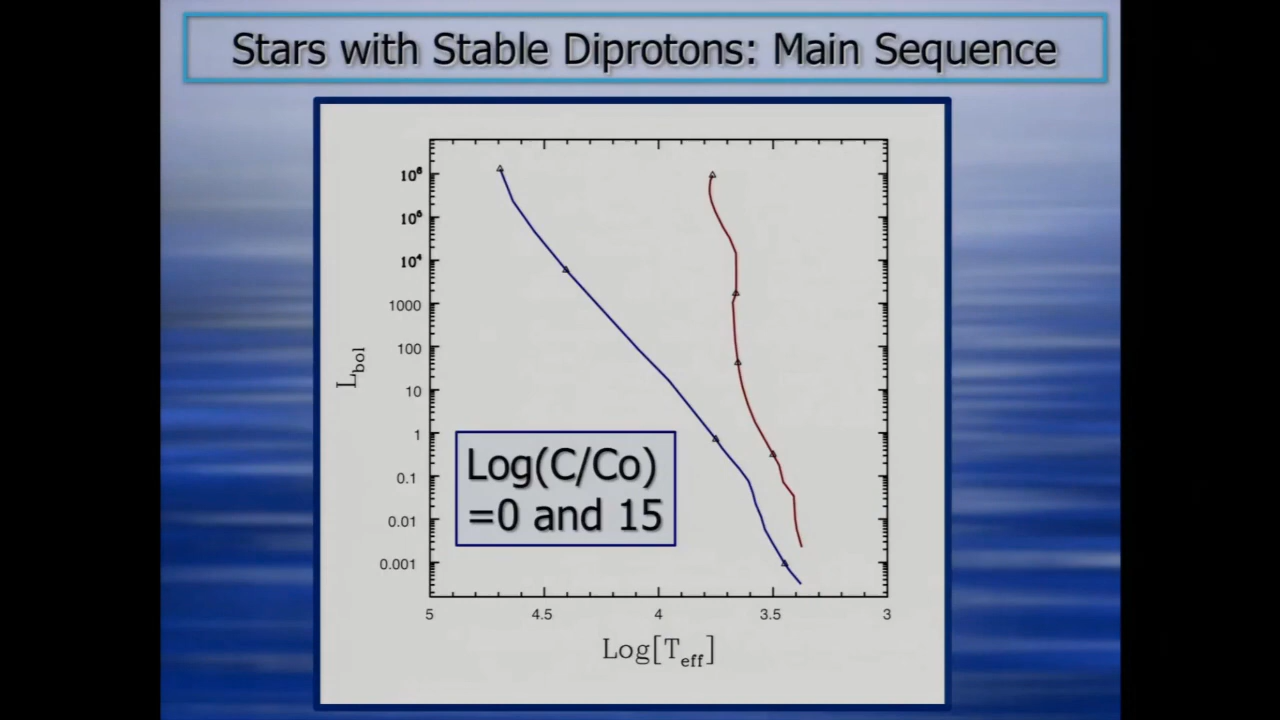 Stars with Stable Diprotons: Main Sequence
10⁶
10⁵
10⁴
1000
100
10
1
0.1
0.01
0.001
L_bol
Log(C/Co)
=0 and 15
5 4.5 4 3.5 3
Log[T_eff]